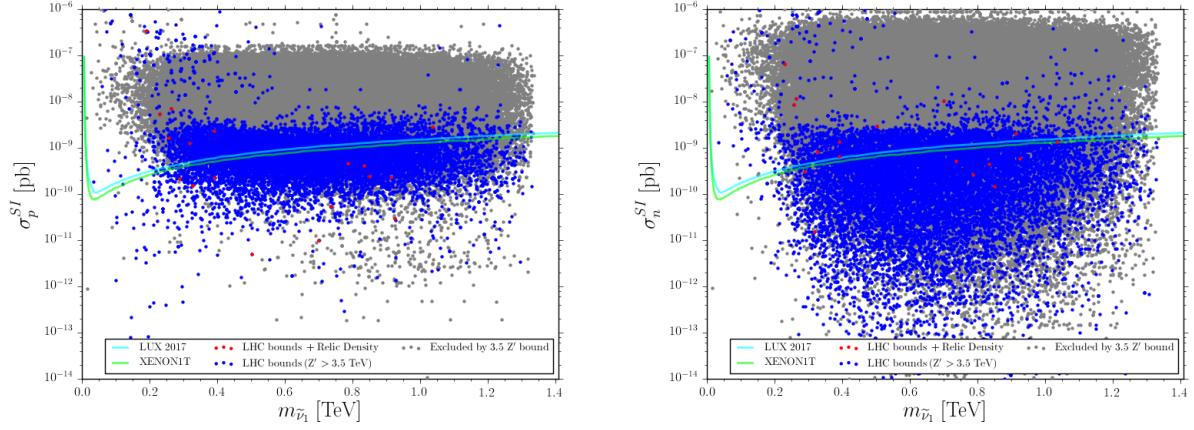 10⁻⁶
10⁻⁷
10⁻⁸
10⁻⁹
10⁻¹⁰
10⁻¹¹
10⁻¹²
10⁻¹³
10⁻¹⁴
σ_p^{SI} [pb]
LUX 2017
XENON1T
LHC bounds + Relic Density
LHC bounds (Z′ > 3.5 TeV)
Excluded by 3.5 Z′ bound
0.0 0.2 0.4 0.6 0.8 1.0 1.2 1.4
m_{ν̃₁} [TeV]
10⁻⁶
10⁻⁷
10⁻⁸
10⁻⁹
10⁻¹⁰
10⁻¹¹
10⁻¹²
10⁻¹³
10⁻¹⁴
σ_n^{SI} [pb]
LUX 2017
XENON1T
LHC bounds + Relic Density
LHC bounds (Z′ > 3.5 TeV)
Excluded by 3.5 Z′ bound
0.0 0.2 0.4 0.6 0.8 1.0 1.2 1.4
m_{ν̃₁} [TeV]